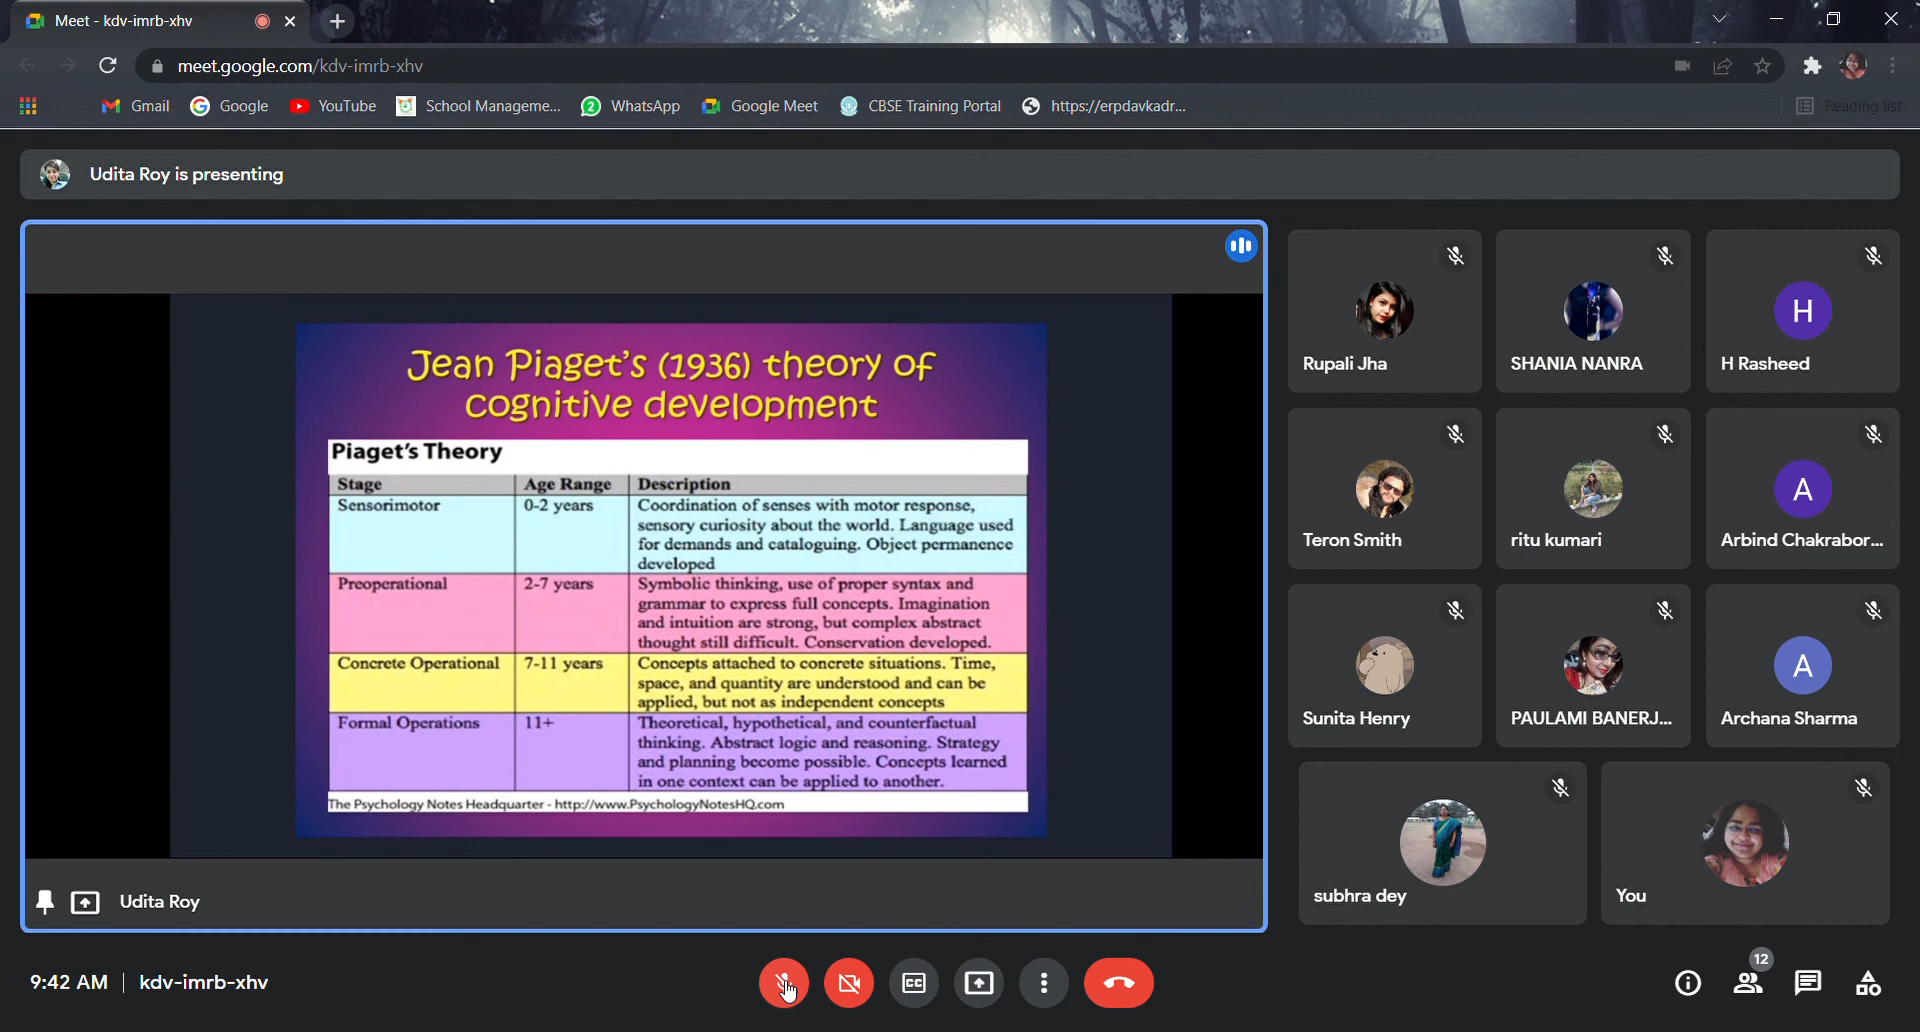 Meet - kdv-imrb-xhv
meet.google.com/kdv-imrb-xhv
Gmail
Google
YouTube
School Manageme...
2
WhatsApp
Google Meet
CBSE Training Portal
https://erpdavkadr...
Reading list
Udita Roy is presenting
Jean Piaget's (1936) theory of
cognitive development
Piaget's Theory
Stage Age Range Description
Sensorimotor 0-2 years Coordination of senses with motor response,
sensory curiosity about the world. Language used
for demands and cataloguing. Object permanence
developed
Preoperational 2-7 years Symbolic thinking, use of proper syntax and
grammar to express full concepts. Imagination
and intuition are strong, but complex abstract
thought still difficult. Conservation developed.
Concrete Operational 7-11 years Concepts attached to concrete situations. Time,
space, and quantity are understood and can be
applied, but not as independent concepts
Formal Operations 11+ Theoretical, hypothetical, and counterfactual
thinking. Abstract logic and reasoning. Strategy
and planning become possible. Concepts learned
in one context can be applied to another.
The Psychology Notes Headquarter - http://www.PsychologyNotesHQ.com
Udita Roy
Rupali Jha
SHANIA NANRA
H
H Rasheed
Teron Smith
ritu kumari
A
Arbind Chakrabor...
Sunita Henry
PAULAMI BANERJ...
A
Archana Sharma
subhra dey
You
9:42 AM | kdv-imrb-xhv
CC
12